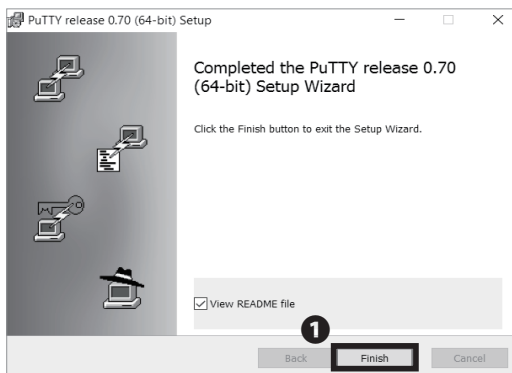 PuTTY release 0.70 (64-bit) Setup
Completed the PuTTY release 0.70
(64-bit) Setup Wizard
Click the Finish button to exit the Setup Wizard.
View README file
1
Back Finish Cancel